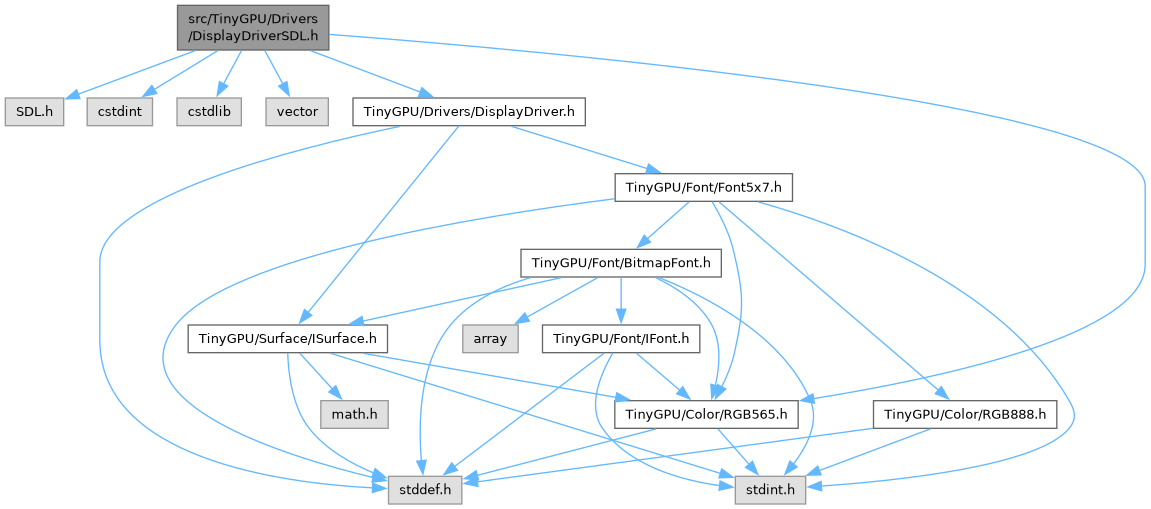 src/TinyGPU/Drivers
/DisplayDriverSDL.h
SDL.h
cstdint
cstdlib
vector
TinyGPU/Drivers/DisplayDriver.h
TinyGPU/Font/Font5x7.h
TinyGPU/Font/BitmapFont.h
TinyGPU/Surface/ISurface.h
array
TinyGPU/Font/IFont.h
math.h
TinyGPU/Color/RGB565.h
TinyGPU/Color/RGB888.h
stddef.h
stdint.h